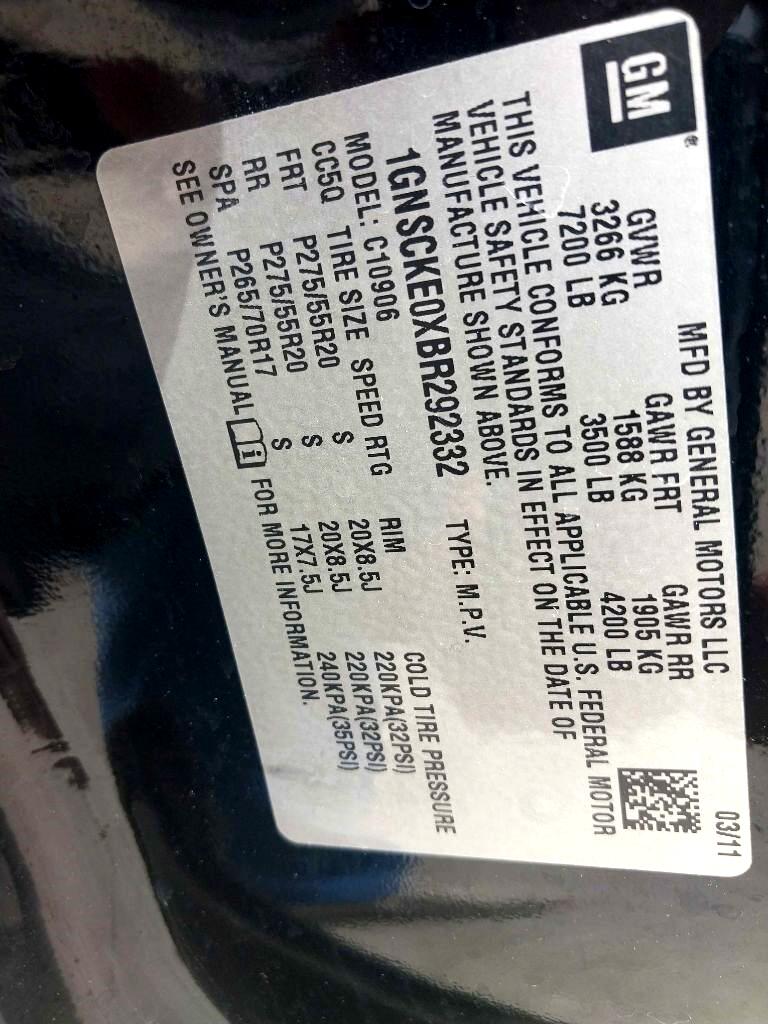 GM®
MFD BY GENERAL MOTORS LLC 03/11
GVWR GAWR FRT GAWR RR
3266 KG 1588 KG 1905 KG
7200 LB 3500 LB 4200 LB
THIS VEHICLE CONFORMS TO ALL APPLICABLE U.S. FEDERAL MOTOR
VEHICLE SAFETY STANDARDS IN EFFECT ON THE DATE OF
MANUFACTURE SHOWN ABOVE.
1GNSCKE0XBR292332 TYPE: M.P.V.
MODEL: C10906
CC5Q TIRE SIZE SPEED RTG RIM COLD TIRE PRESSURE
FRT P275/55R20 S 20X8.5J 220KPA(32PSI)
RR P275/55R20 S 20X8.5J 220KPA(32PSI)
SPA P265/70R17 S 17X7.5J 240KPA(35PSI)
SEE OWNER'S MANUAL i FOR MORE INFORMATION.